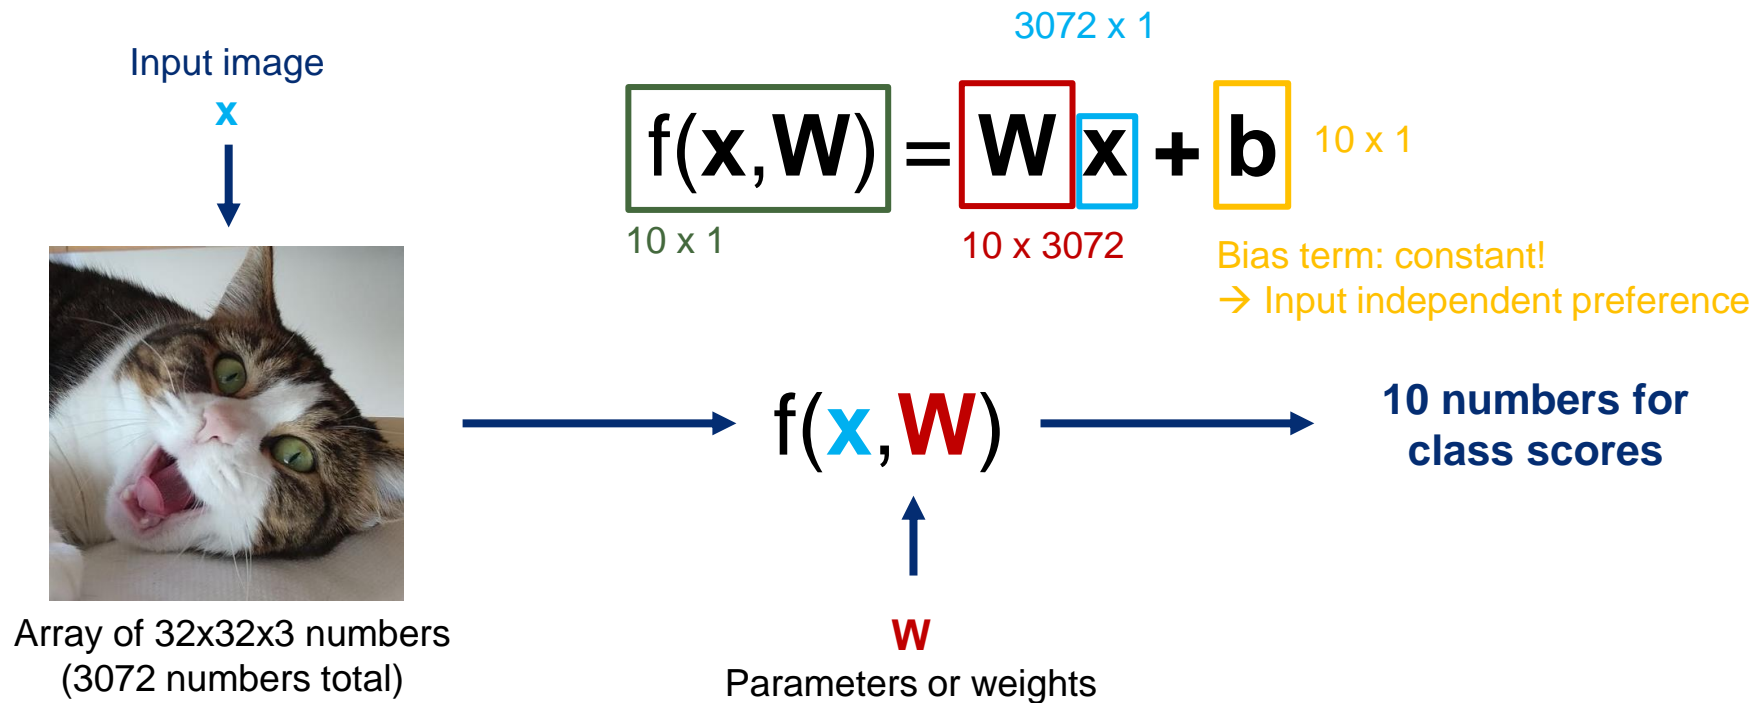 Input image
x
3072 x 1
f(x,W) = W x + b
10 x 1
10 x 1
10 x 3072
Bias term: constant!
→ Input independent preference
f(x,W)
10 numbers for
class scores
Array of 32x32x3 numbers
(3072 numbers total)
W
Parameters or weights